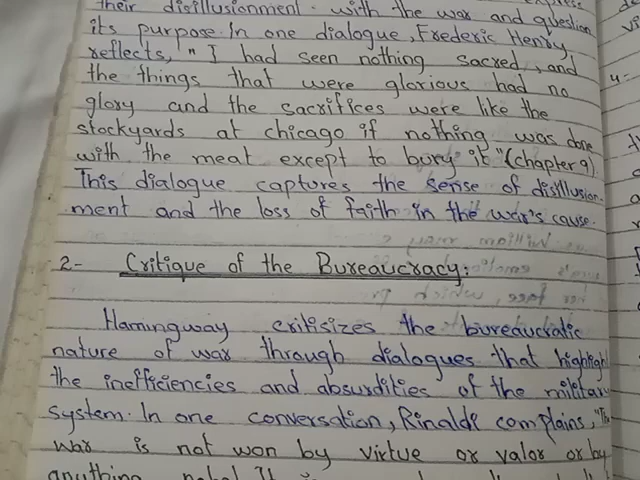 their disillusionment with the war and question
its purpose. In one dialogue, Frederic Henry
reflects, "I had seen nothing sacred, and
the things that were glorious had no
glory and the sacrifices were like the
stockyards at chicago if nothing was done
with the meat except to bury it" (chapter 9).
This dialogue captures the sense of disillusion-
ment and the loss of faith in the war's cause.
2- Critique of the Bureaucracy:
Hamingway critisizes the bureaucratic
nature of war through dialogues that highligh
the inefficiencies and absurdities of the military
system. In one conversation, Rinaldi complains, "
war is not won by virtue or valor or by
anything
4-